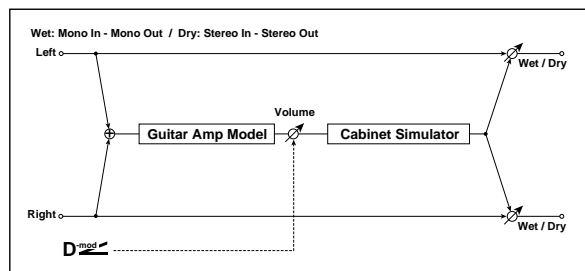 Wet: Mono In - Mono Out / Dry: Stereo In - Stereo Out
Left
Wet / Dry
Volume
Guitar Amp Model
Cabinet Simulator
Right
Wet / Dry
D-mod